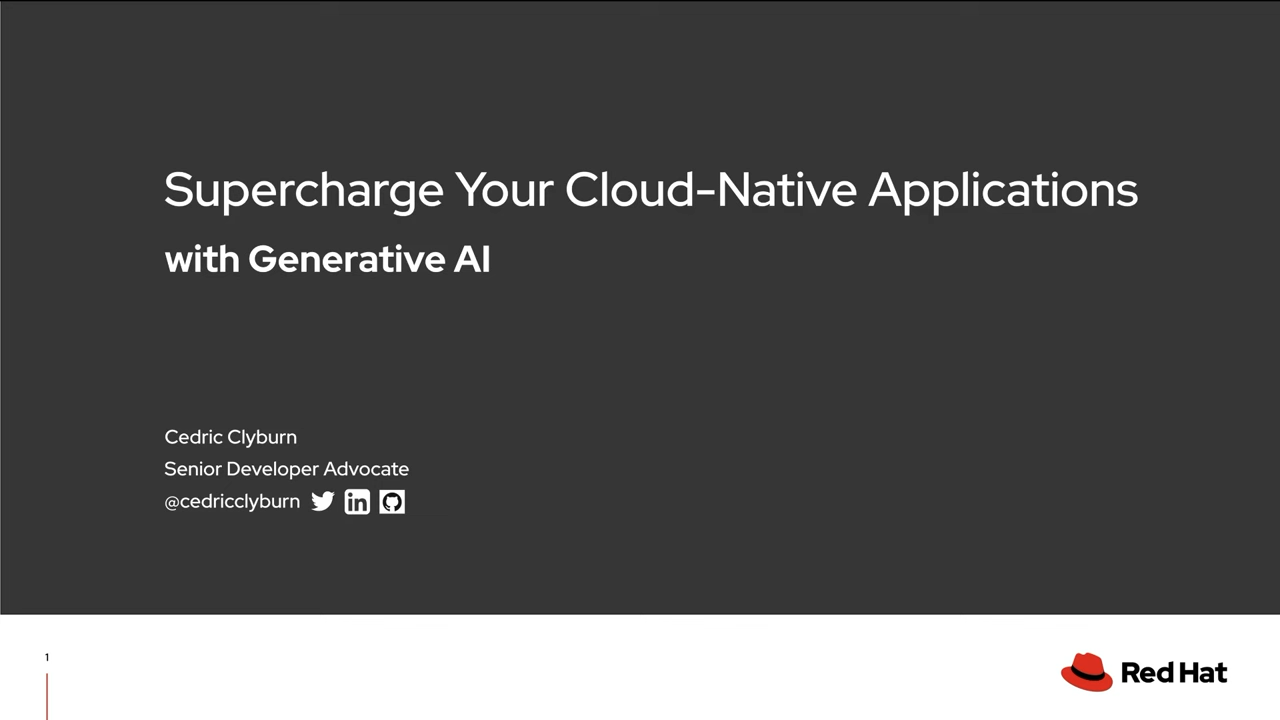 Supercharge Your Cloud-Native Applications
with Generative AI
Cedric Clyburn
Senior Developer Advocate
@cedricclyburn
1
Red Hat